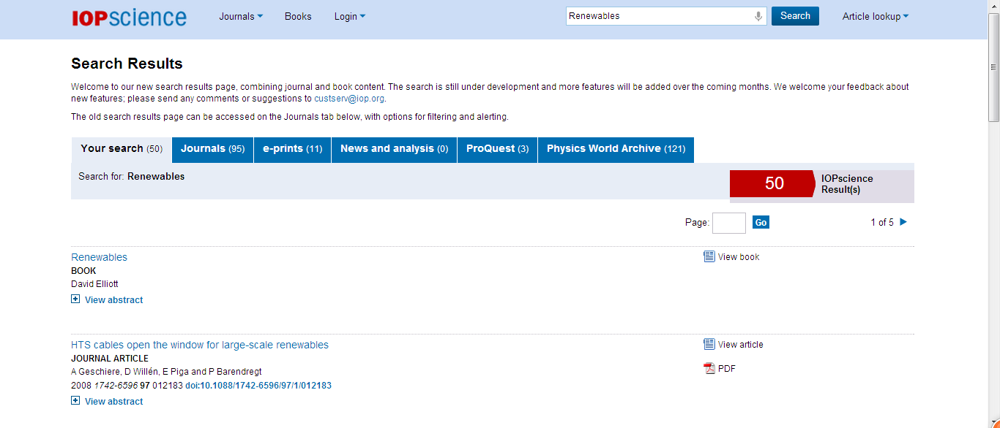 IOPscience Journals Books Login Renewables Search Article lookup
Search Results
Welcome to our new search results page, combining journal and book content. The search is still under development and more features will be added over the coming months. We welcome your feedback about
new features; please send any comments or suggestions to custserv@iop.org.
The old search results page can be accessed on the Journals tab below, with options for filtering and alerting.
Your search (50) Journals (95) e-prints (11) News and analysis (0) ProQuest (3) Physics World Archive (121)
Search for: Renewables
50 IOPscience
Result(s)
Page: Go 1 of 5
Renewables View book
BOOK
David Elliott
View abstract
HTS cables open the window for large-scale renewables View article
JOURNAL ARTICLE
A Geschiere, D Willén, E Piga and P Barendregt PDF
2008 1742-6596 97 012183 doi:10.1088/1742-6596/97/1/012183
View abstract